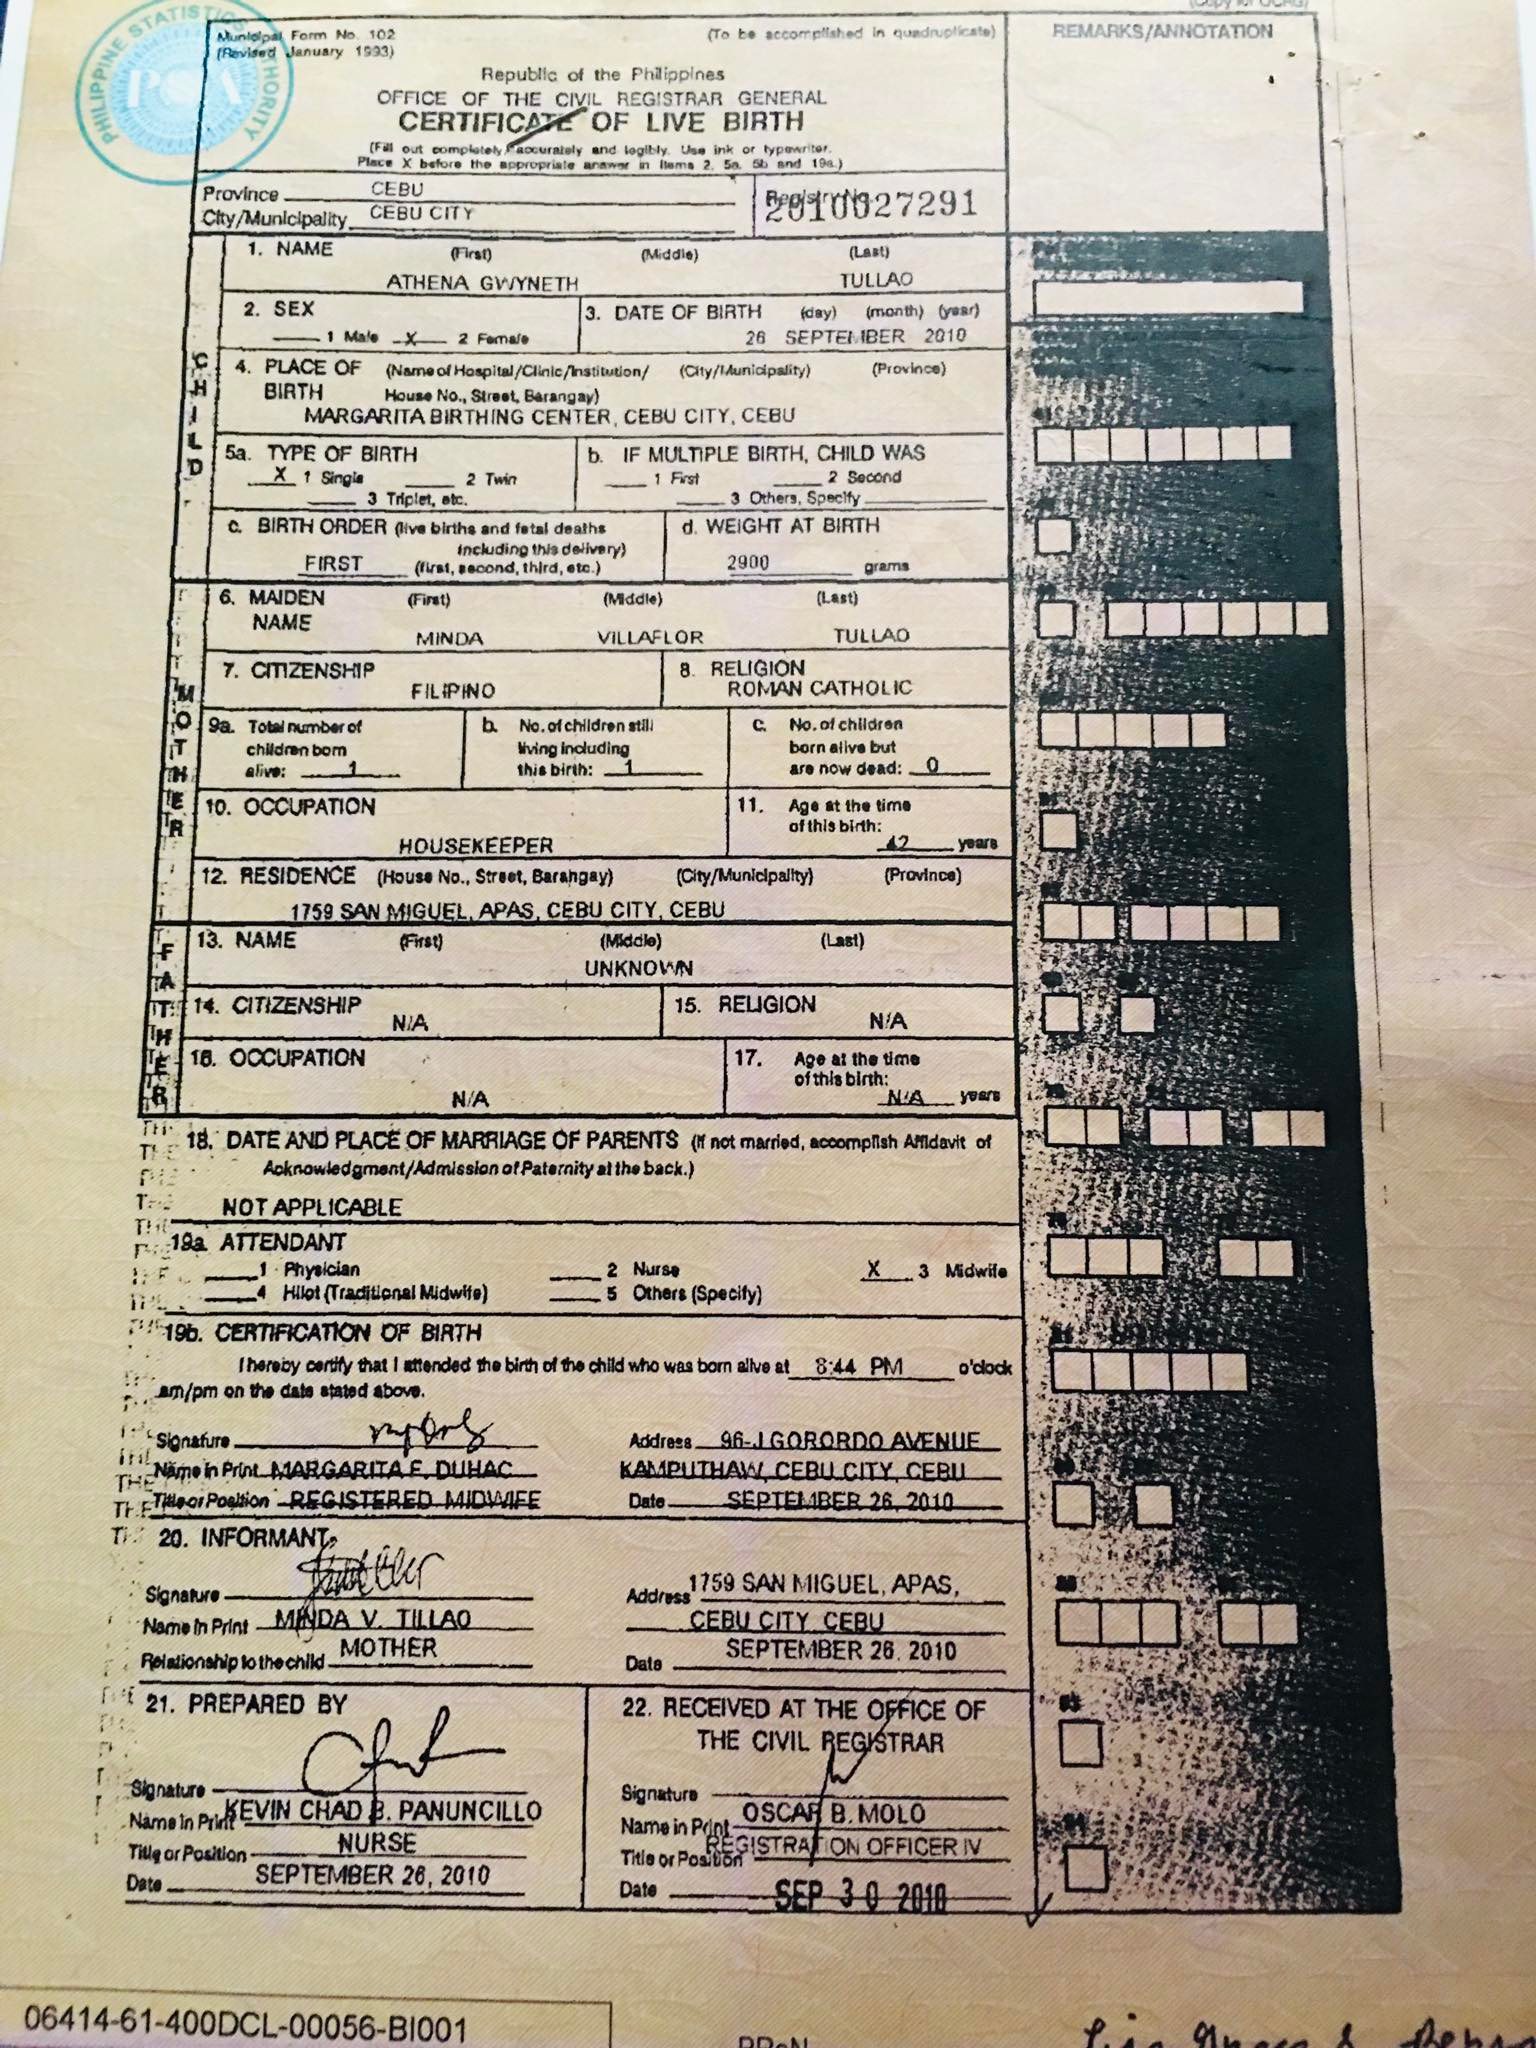 (Copy for OCRG)
PHILIPPINE STATISTICS AUTHORITY
PSA
Municipal Form No. 102
(To be accomplished in quadruplicate)
REMARKS/ANNOTATION
(Revised January 1993)
Republic of the Philippines
OFFICE OF THE CIVIL REGISTRAR GENERAL
CERTIFICATE OF LIVE BIRTH
(Fill out completely, accurately and legibly. Use ink or typewriter.
Place X before the appropriate answer in Items 2, 5a, 5b and 19a.)
Province CEBU
Registry No.
City/Municipality CEBU CITY
2010027291
CHILD
1. NAME (First) (Middle) (Last)
ATHENA GWYNETH TULLAO
2. SEX
3. DATE OF BIRTH (day) (month) (year)
1 Male X 2 Female
26 SEPTEMBER 2010
4. PLACE OF (Name of Hospital/Clinic/Institution/ (City/Municipality) (Province)
BIRTH House No., Street, Barangay)
MARGARITA BIRTHING CENTER, CEBU CITY, CEBU
5a. TYPE OF BIRTH
b. IF MULTIPLE BIRTH, CHILD WAS
X 1 Single 2 Twin
1 First 2 Second
3 Triplet, etc.
3 Others, Specify
c. BIRTH ORDER (live births and fetal deaths
d. WEIGHT AT BIRTH
including this delivery)
FIRST (first, second, third, etc.)
2900 grams
MOTHER
6. MAIDEN (First) (Middle) (Last)
NAME
MINDA VILLAFLOR TULLAO
7. CITIZENSHIP
8. RELIGION
FILIPINO
ROMAN CATHOLIC
9a. Total number of
children born
alive: 1
b. No. of children still
living including
this birth: 1
c. No. of children
born alive but
are now dead: 0
10. OCCUPATION
HOUSEKEEPER
11. Age at the time
of this birth:
42 years
12. RESIDENCE (House No., Street, Barangay) (City/Municipality) (Province)
1759 SAN MIGUEL, APAS, CEBU CITY, CEBU
FATHER
13. NAME (First) (Middle) (Last)
UNKNOWN
14. CITIZENSHIP
N/A
15. RELIGION
N/A
16. OCCUPATION
N/A
17. Age at the time
of this birth:
N/A years
18. DATE AND PLACE OF MARRIAGE OF PARENTS (If not married, accomplish Affidavit of
Acknowledgment/Admission of Paternity at the back.)
NOT APPLICABLE
19a. ATTENDANT
1 Physician 2 Nurse X 3 Midwife
4 Hilot (Traditional Midwife) 5 Others (Specify)
19b. CERTIFICATION OF BIRTH
I hereby certify that I attended the birth of the child who was born alive at 8:44 PM o'clock
am/pm on the date stated above.
Signature
Address 96-J GORORDO AVENUE
Name in Print MARGARITA F. DUHAC
KAMPUTHAW, CEBU CITY, CEBU
Title or Position REGISTERED MIDWIFE
Date SEPTEMBER 26, 2010
20. INFORMANT
Signature
Address 1759 SAN MIGUEL, APAS,
Name in Print MINDA V. TILLAO
CEBU CITY, CEBU
Relationship to the child MOTHER
Date SEPTEMBER 26, 2010
21. PREPARED BY
Signature
Name in Print KEVIN CHAD B. PANUNCILLO
Title or Position NURSE
Date SEPTEMBER 26, 2010
22. RECEIVED AT THE OFFICE OF
THE CIVIL REGISTRAR
Signature
Name in Print OSCAR B. MOLO
Title or Position REGISTRATION OFFICER IV
Date SEP 30 2010
06414-61-400DCL-00056-BI001